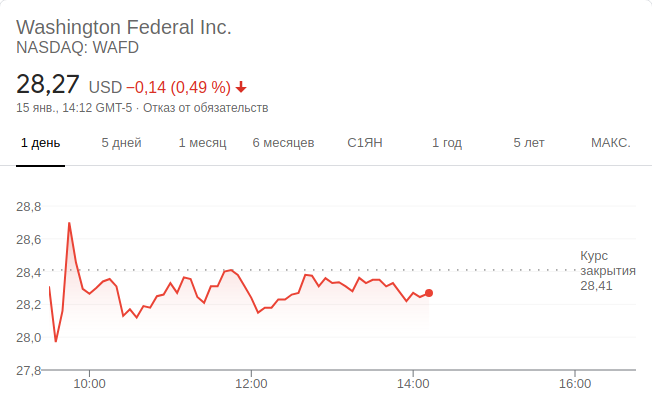 Washington Federal Inc.
NASDAQ: WAFD
28,27 USD −0,14 (0,49 %)
15 янв., 14:12 GMT-5 · Отказ от обязательств
1 день 5 дней 1 месяц 6 месяцев С1ЯН 1 год 5 лет МАКС.
28,8
28,6
28,4
28,2
28,0
27,8
Курс
закрытия
28,41
10:00 12:00 14:00 16:00